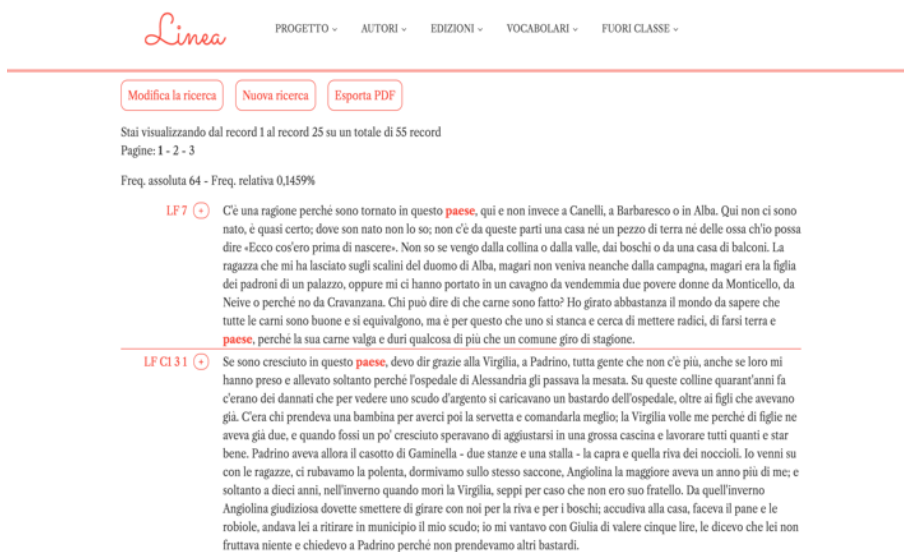 Linea
PROGETTO AUTORI EDIZIONI VOCABOLARI FUORI CLASSE
Modifica la ricerca Nuova ricerca Esporta PDF
Stai visualizzando dal record 1 al record 25 su un totale di 55 record
Pagine: 1 - 2 - 3
Freq. assoluta 64 - Freq. relativa 0,1459%
LF 7 + C'è una ragione perché sono tornato in questo paese, qui e non invece a Canelli, a Barbaresco o in Alba. Qui non ci sono
nato, è quasi certo; dove son nato non lo so; non c'è da queste parti una casa né un pezzo di terra né delle ossa ch'io possa
dire «Ecco cos'ero prima di nascere». Non so se vengo dalla collina o dalla valle, dai boschi o da una casa di balconi. La
ragazza che mi ha lasciato sugli scalini del duomo di Alba, magari non veniva neanche dalla campagna, magari era la figlia
dei padroni di un palazzo, oppure mi ci hanno portato in un cavagno da vendemmia due povere donne da Monticello, da
Neive o perché no da Cravanzana. Chi può dire di che carne sono fatto? Ho girato abbastanza il mondo da sapere che
tutte le carni sono buone e si equivalgono, ma è per questo che uno si stanca e cerca di mettere radici, di farsi terra e
paese, perché la sua carne valga e duri qualcosa di più che un comune giro di stagione.
LF C1 3 1 + Se sono cresciuto in questo paese, devo dir grazie alla Virgilia, a Padrino, tutta gente che non c'è più, anche se loro mi
hanno preso e allevato soltanto perché l'ospedale di Alessandria gli passava la mesata. Su queste colline quarant'anni fa
c'erano dei dannati che per vedere uno scudo d'argento si caricavano un bastardo dell'ospedale, oltre ai figli che avevano
già. C'era chi prendeva una bambina per averci poi la servetta e comandarla meglio; la Virgilia volle me perché di figlie ne
aveva già due, e quando fossi un po' cresciuto speravano di aggiustarsi in una grossa cascina e lavorare tutti quanti e star
bene. Padrino aveva allora il casotto di Gaminella - due stanze e una stalla - la capra e quella riva dei noccioli. Io venni su
con le ragazze, ci rubavamo la polenta, dormivamo sullo stesso saccone, Angiolina la maggiore aveva un anno più di me; e
soltanto a dieci anni, nell'inverno quando morì la Virgilia, seppi per caso che non ero suo fratello. Da quell'inverno
Angiolina giudiziosa dovette smettere di girare con noi per la riva e per i boschi; accudiva alla casa, faceva il pane e le
robiole, andava lei a ritirare in municipio il mio scudo; io mi vantavo con Giulia di valere cinque lire, le dicevo che lei non
fruttava niente e chiedevo a Padrino perché non prendevamo altri bastardi.